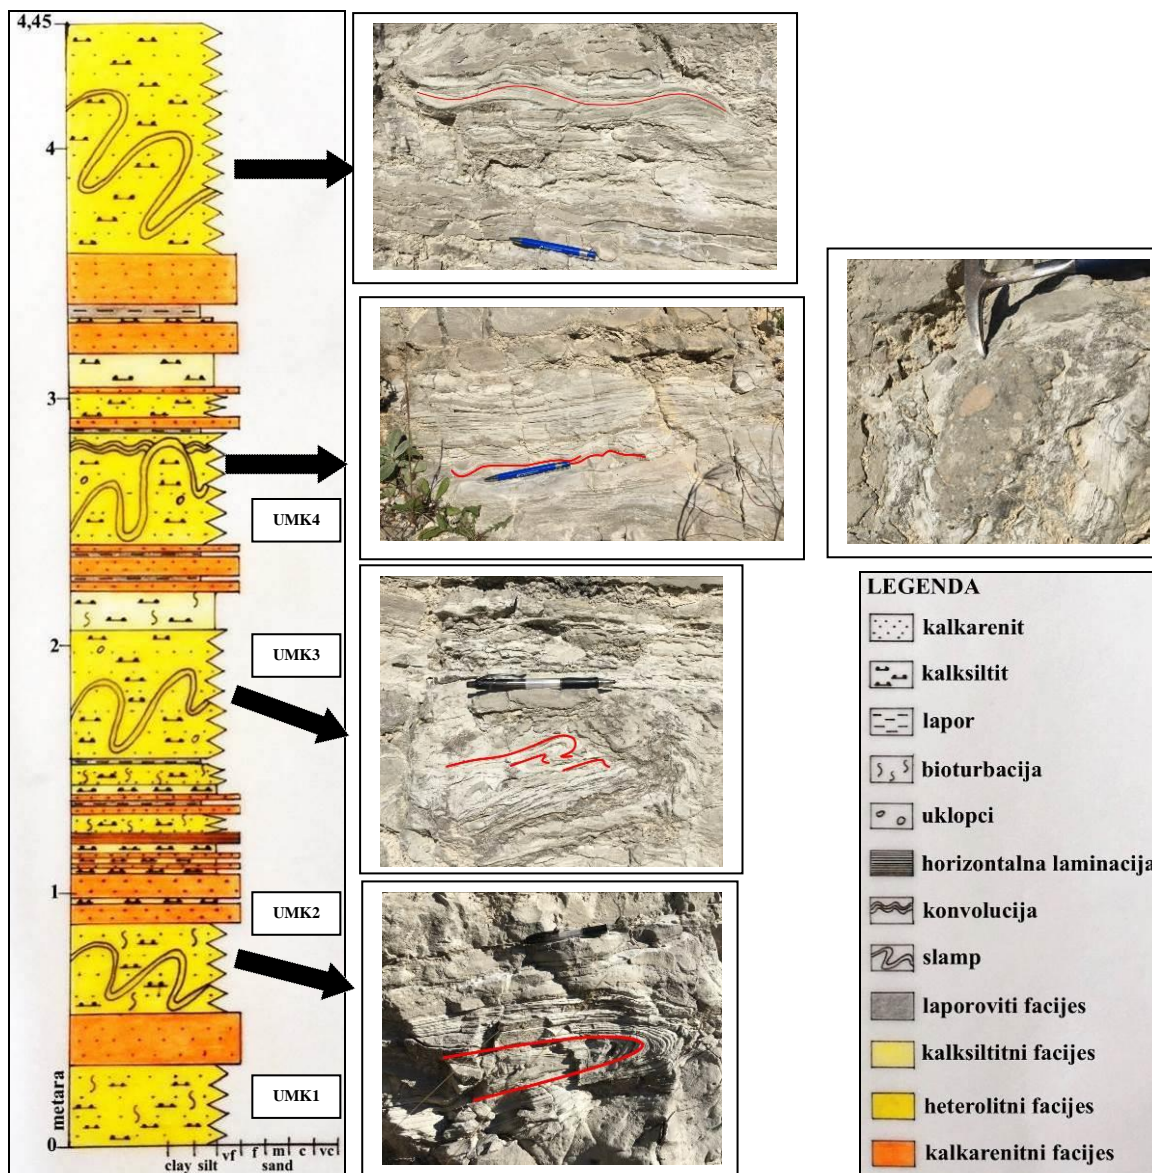 4,45
4
3
UMK4
UMK3
2
1
UMK2
UMK1
metara
0
clay silt vf f m c vc
sand
LEGENDA
kalkarenit
kalksiltit
lapor
bioturbacija
uklopci
horizontalna laminacija
konvolucija
slamp
laporoviti facijes
kalksiltitni facijes
heterolitni facijes
kalkarenitni facijes